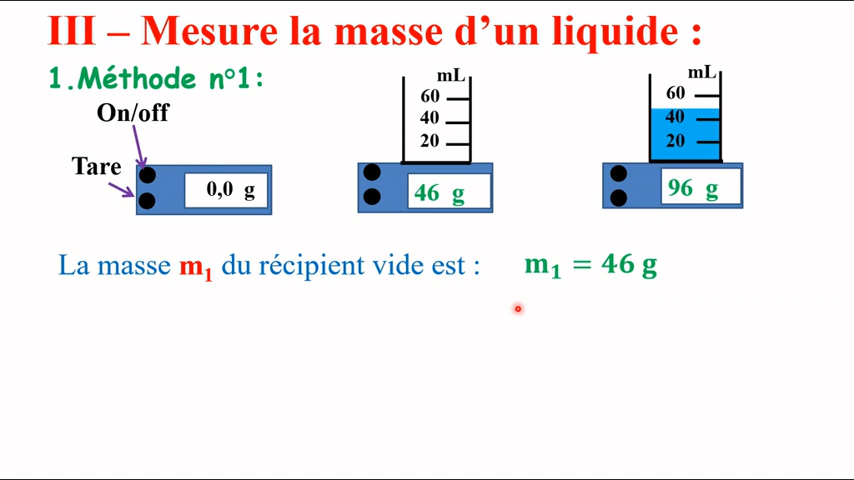 III – Mesure la masse d’un liquide :
1.Méthode n°1:
On/off
Tare
0,0 g
mL
60
40
20
46 g
mL
60
40
20
96 g
La masse m₁ du récipient vide est : m₁ = 46 g